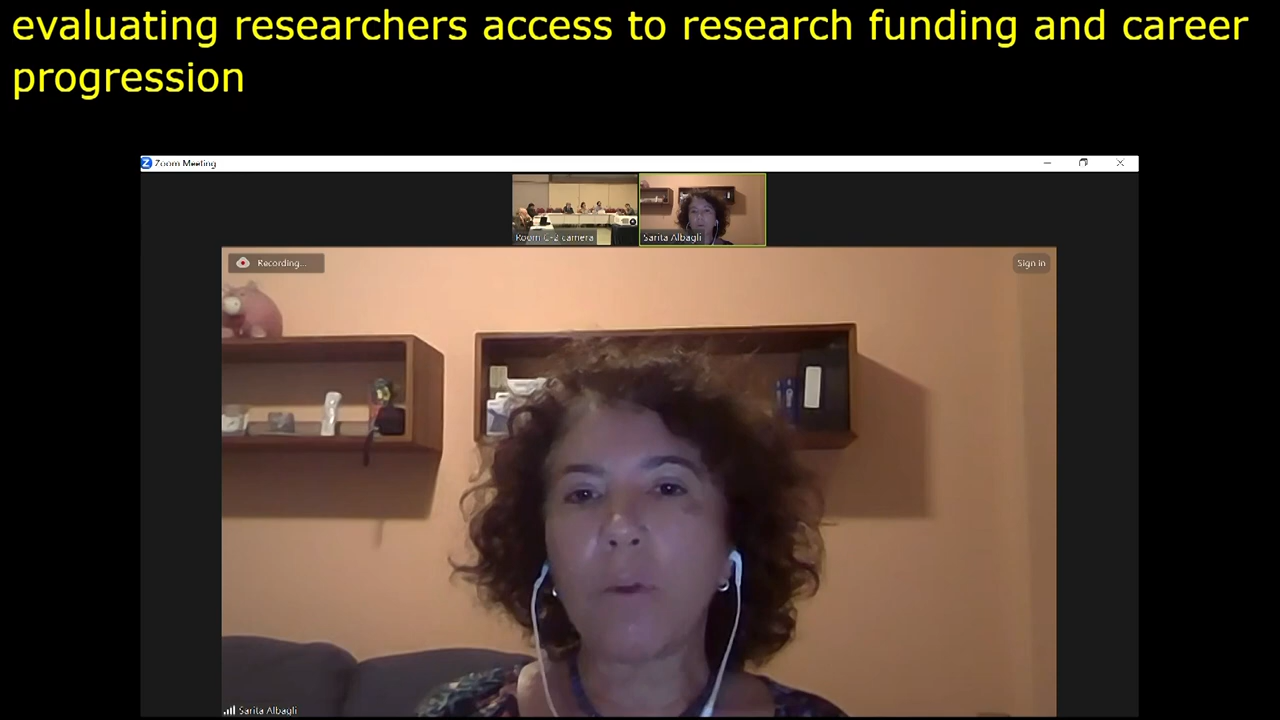 evaluating researchers access to research funding and career
progression
Zoom Meeting
Room C-2 camera
Sarita Albagli
Recording...
Sign in
Sarita Albagli